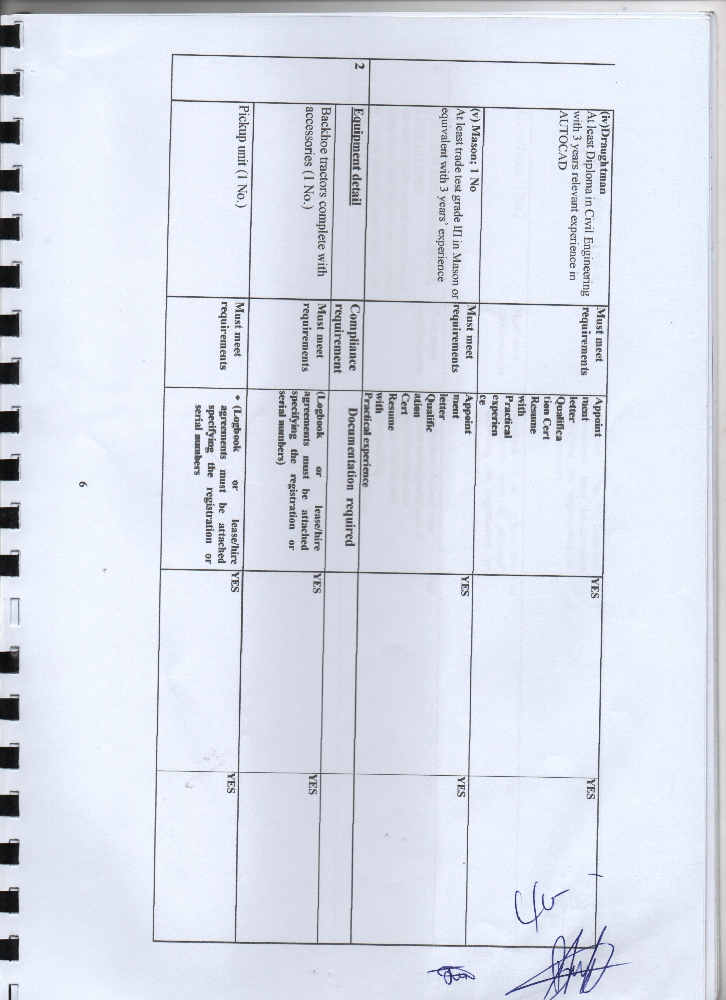 (iv)Draughtman
At least Diploma in Civil Engineering
with 3 years relevant experience in
AUTOCAD
Must meet
requirements
Appoint
ment
letter
Qualifica
tion Cert
Resume
with
Practical
experien
ce
YES
YES
(v) Mason; 1 No
At least trade test grade III in Mason or
equivalent with 3 years’ experience
Must meet
requirements
Appoint
ment
letter
Qualific
ation
Cert
Resume
with
Practical experience
YES
YES
2
Equipment detail
Compliance
requirement
Documentation required
Backhoe tractors complete with
accessories (1 No.)
Must meet
requirements
(Logbook or lease/hire
agreements must be attached
specifying the registration or
serial numbers)
YES
YES
Pickup unit (1 No.)
Must meet
requirements
• (Logbook or lease/hire
agreements must be attached
specifying the registration or
serial numbers
YES
YES
6